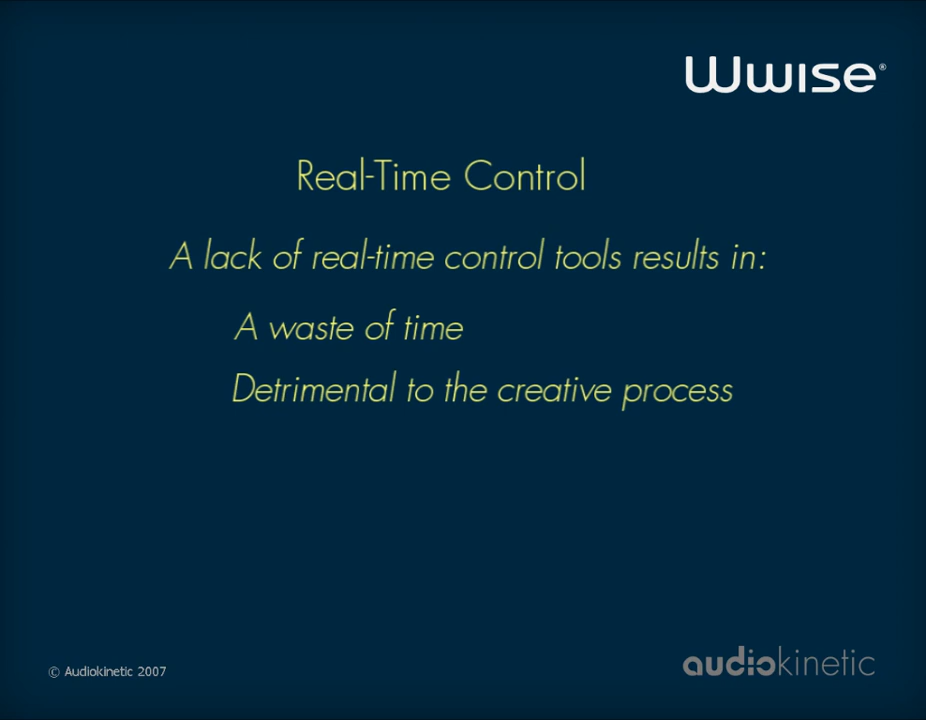 Wwise®
Real-Time Control
A lack of real-time control tools results in:
A waste of time
Detrimental to the creative process
© Audiokinetic 2007
audiokinetic